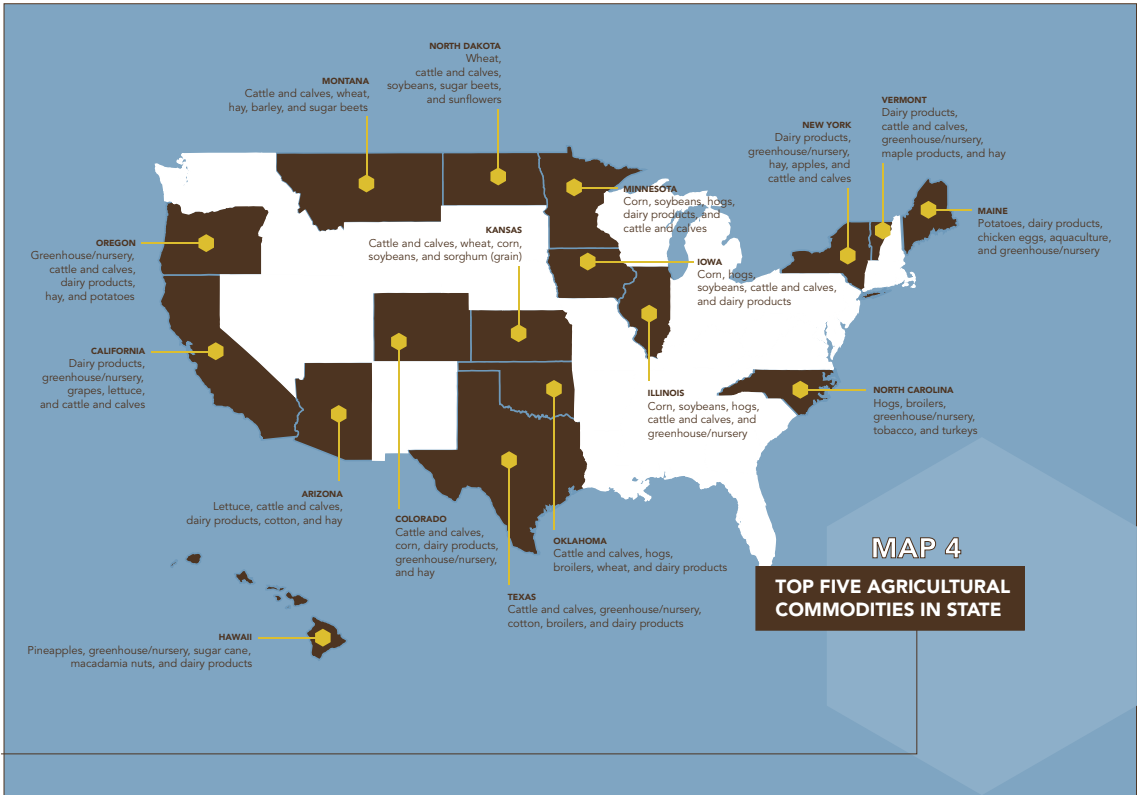 NORTH DAKOTA
Wheat,
cattle and calves,
soybeans, sugar beets,
and sunflowers
MONTANA
Cattle and calves, wheat,
hay, barley, and sugar beets
VERMONT
Dairy products,
cattle and calves,
greenhouse/nursery,
maple products, and hay
NEW YORK
Dairy products,
greenhouse/nursery,
hay, apples, and
cattle and calves
MINNESOTA
Corn, soybeans, hogs,
dairy products, and
cattle and calves
MAINE
Potatoes, dairy products,
chicken eggs, aquaculture,
and greenhouse/nursery
KANSAS
Cattle and calves, wheat, corn,
soybeans, and sorghum (grain)
OREGON
Greenhouse/nursery,
cattle and calves,
dairy products,
hay, and potatoes
IOWA
Corn, hogs,
soybeans, cattle and calves,
and dairy products
CALIFORNIA
Dairy products,
greenhouse/nursery,
grapes, lettuce,
and cattle and calves
ILLINOIS
Corn, soybeans, hogs,
cattle and calves, and
greenhouse/nursery
NORTH CAROLINA
Hogs, broilers,
greenhouse/nursery,
tobacco, and turkeys
ARIZONA
Lettuce, cattle and calves,
dairy products, cotton, and hay
COLORADO
Cattle and calves,
corn, dairy products,
greenhouse/nursery,
and hay
OKLAHOMA
Cattle and calves, hogs,
broilers, wheat, and dairy products
TEXAS
Cattle and calves, greenhouse/nursery,
cotton, broilers, and dairy products
HAWAII
Pineapples, greenhouse/nursery, sugar cane,
macadamia nuts, and dairy products
MAP 4
TOP FIVE AGRICULTURAL
COMMODITIES IN STATE